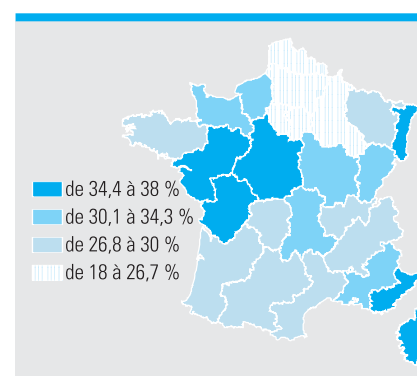 de 34,4 à 38 %
de 30,1 à 34,3 %
de 26,8 à 30 %
de 18 à 26,7 %